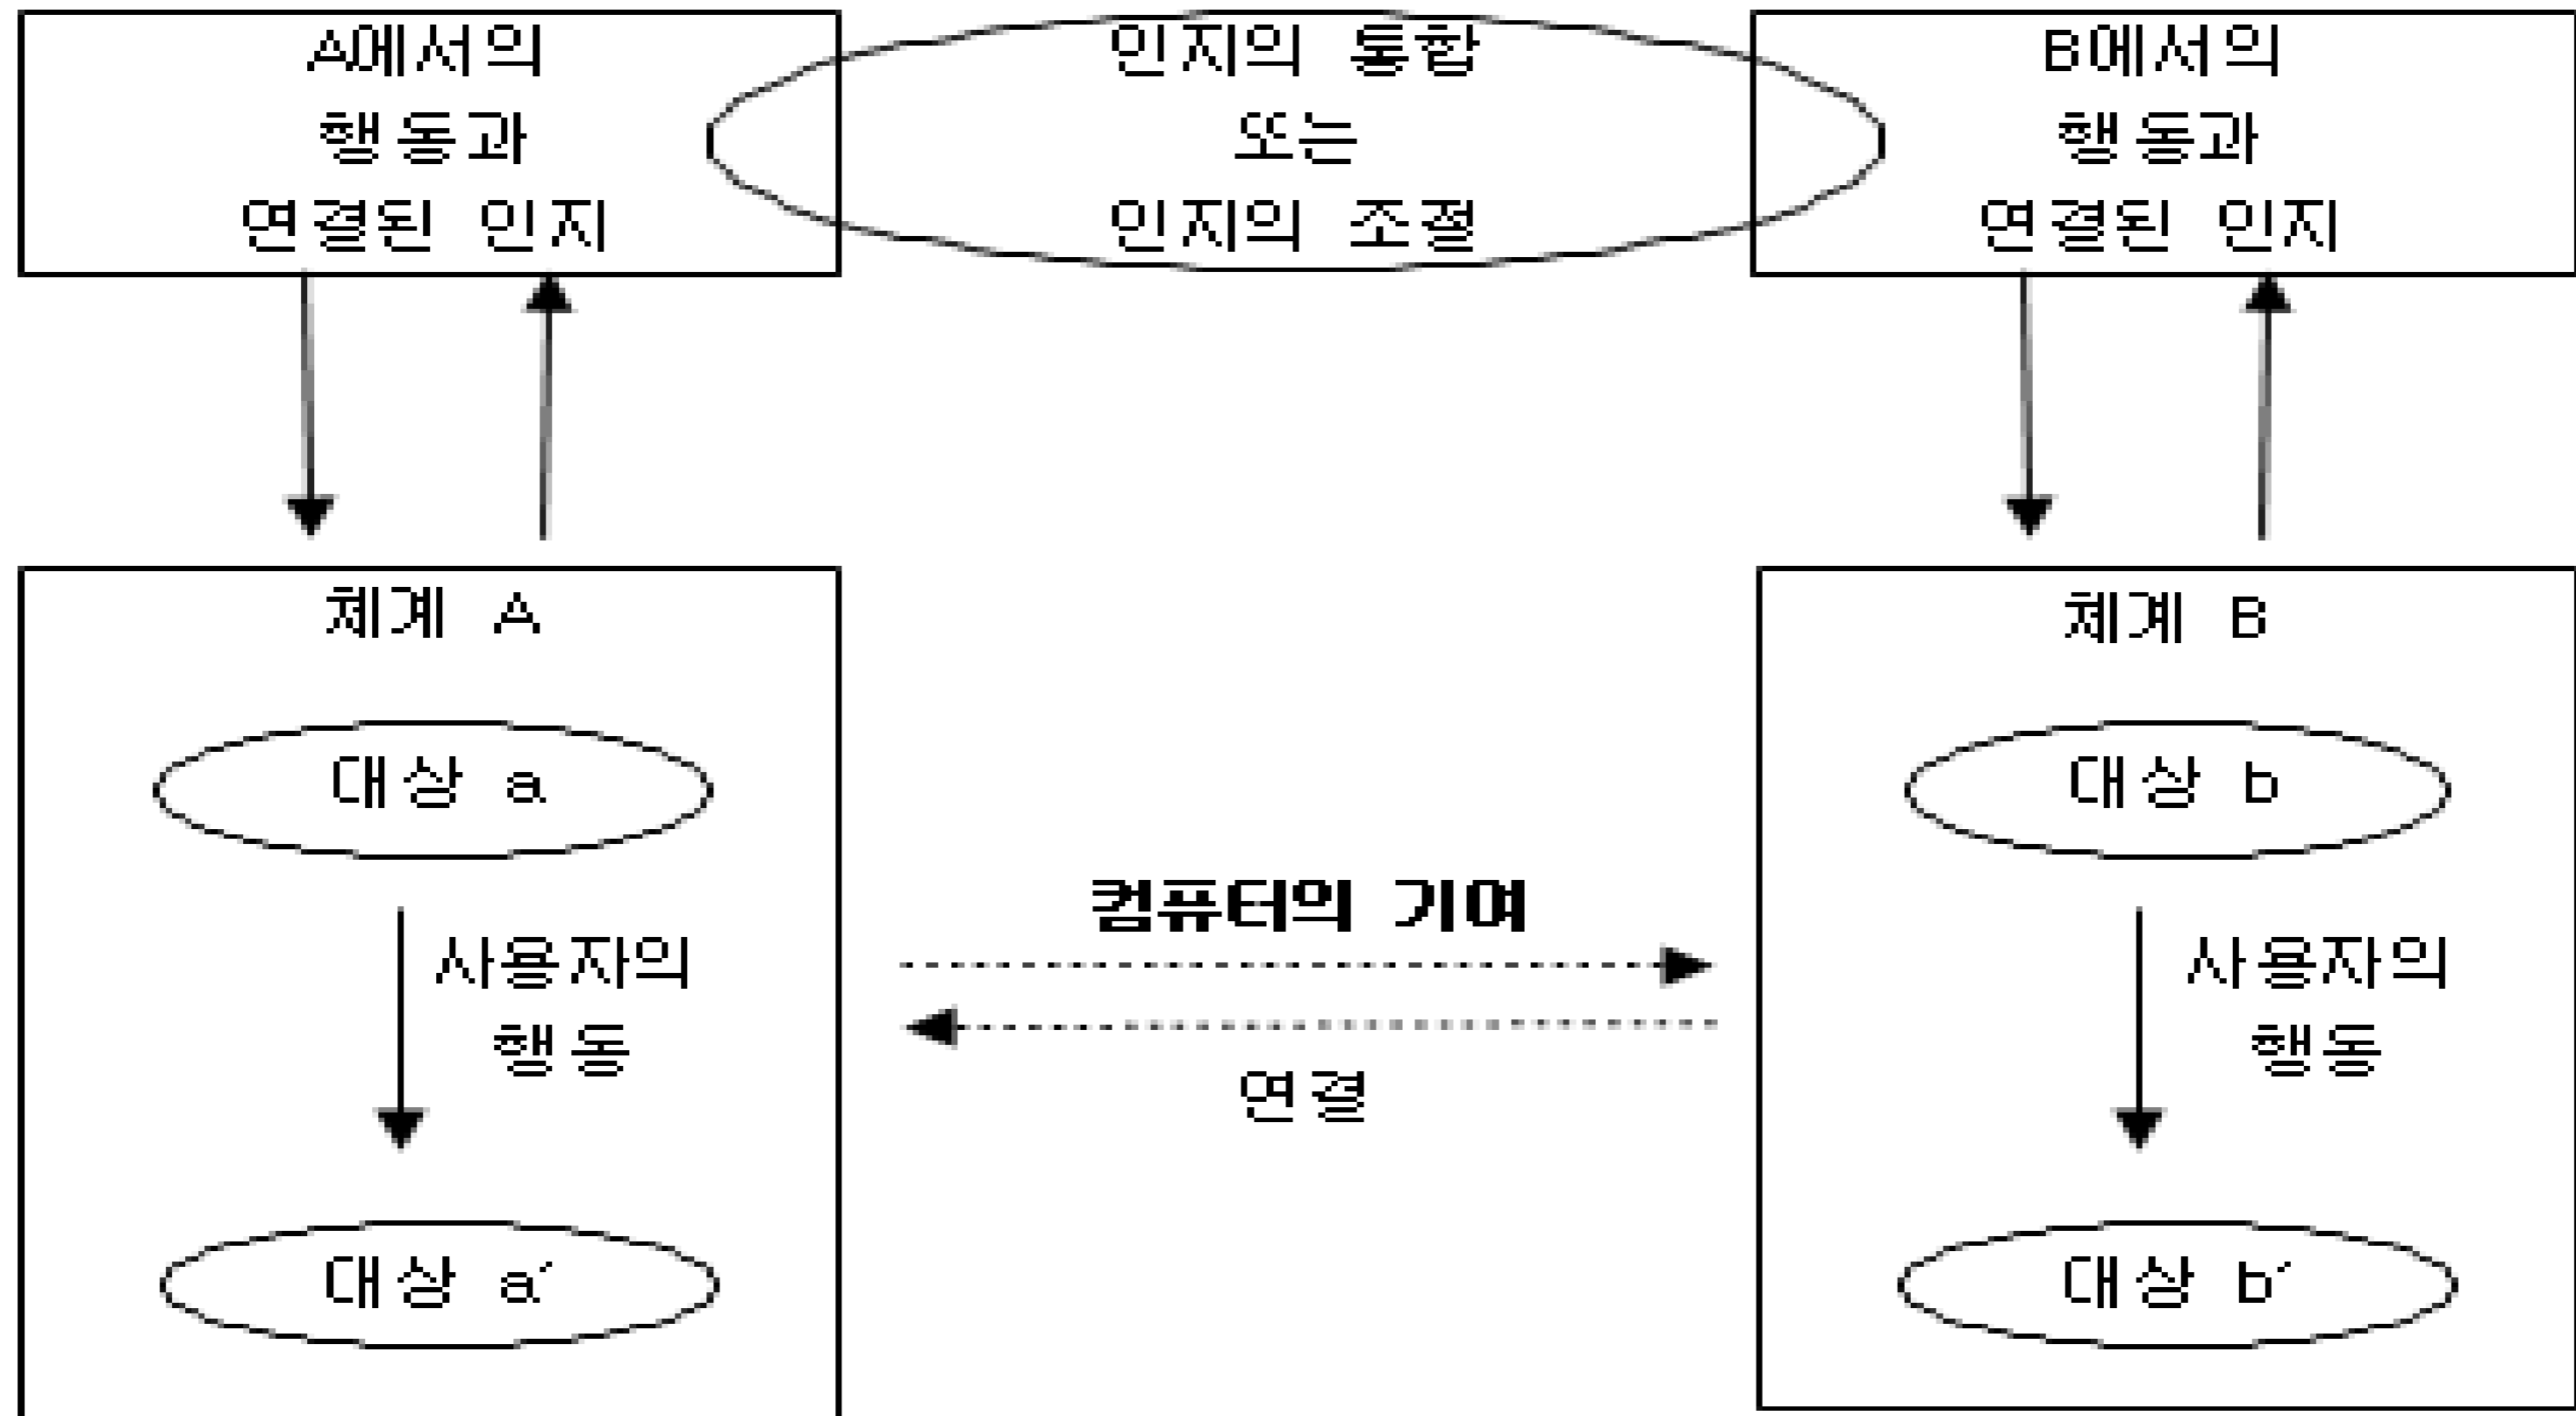 A에서의
행동과
연결된 인지
인지의 통합
또는
인지의 조절
B에서의
행동과
연결된 인지
체계 A
대상 a
사용자의
행동
대상 a´
컴퓨터의 기여
연결
체계 B
대상 b
사용자의
행동
대상 b´